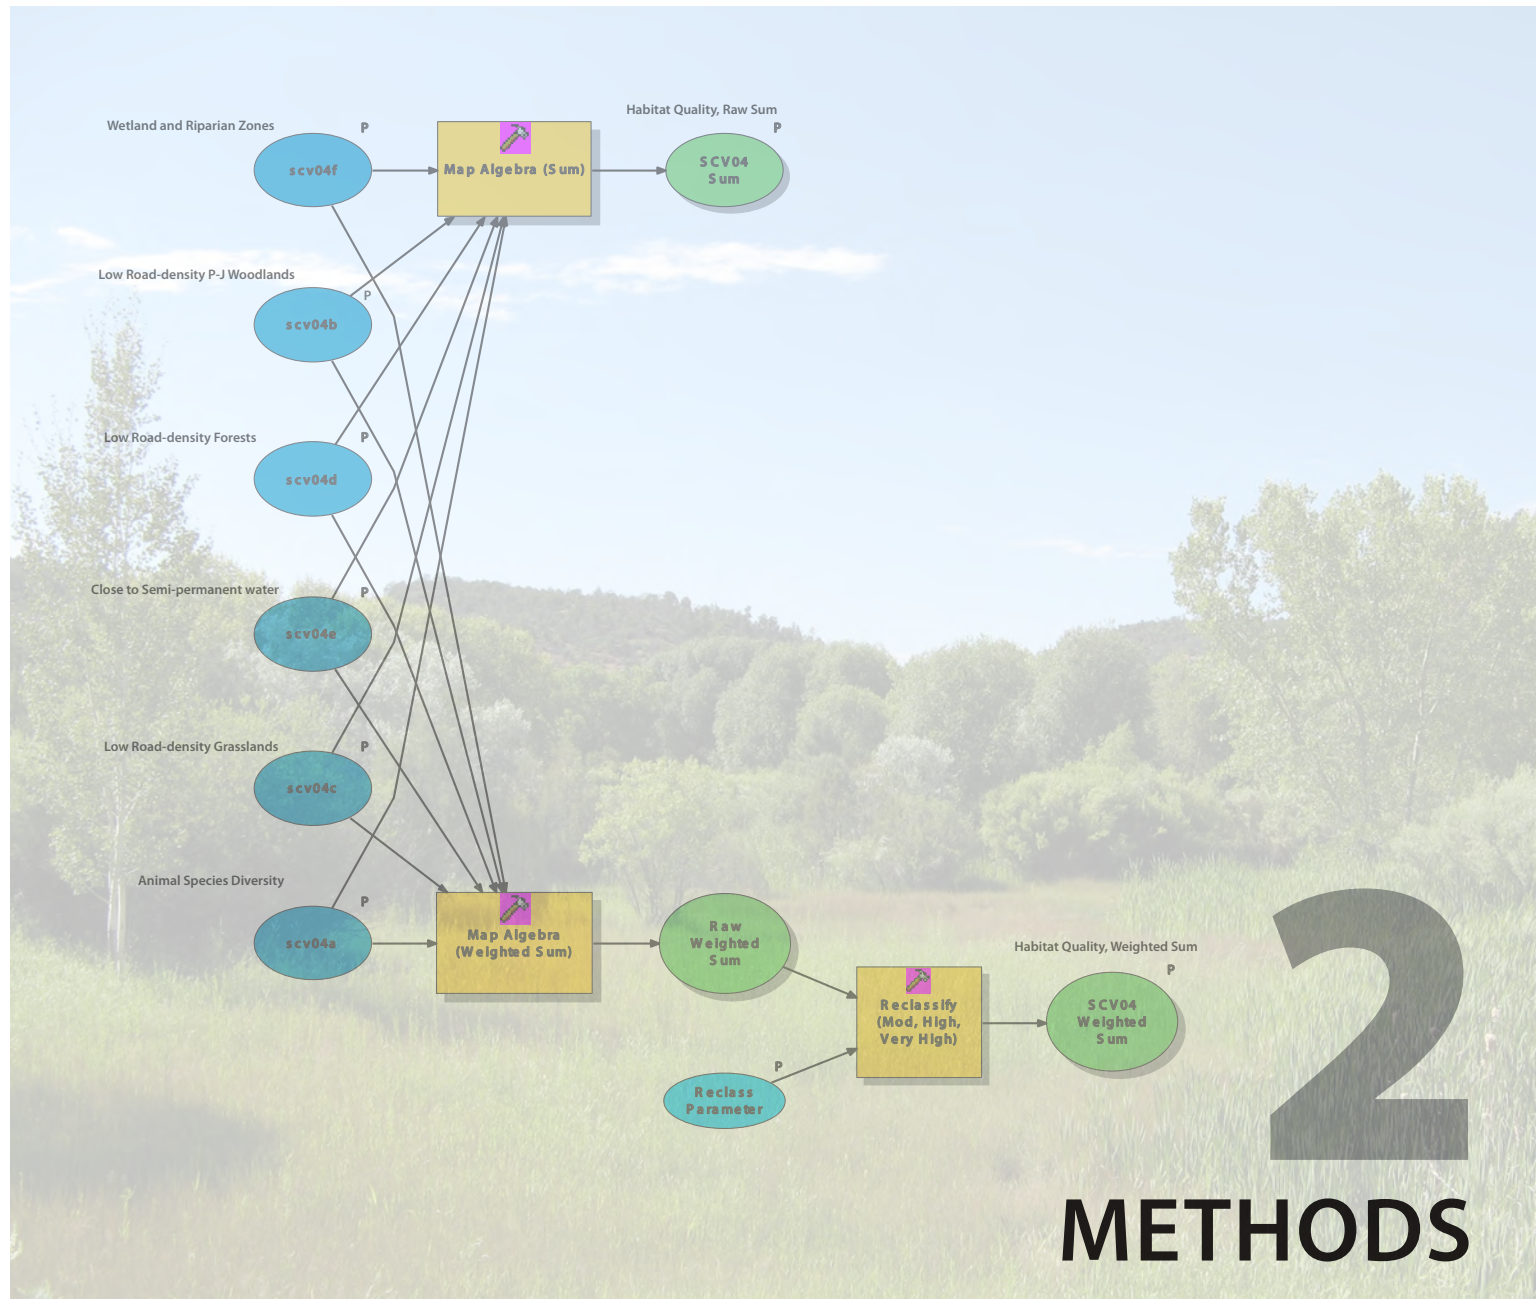 Habitat Quality, Raw Sum
Wetland and Riparian Zones
P
P
scv04f
Map Algebra (Sum)
SCV04
Sum
Low Road-density P-J Woodlands
P
scv04b
Low Road-density Forests
P
scv04d
Close to Semi-permanent water
P
scv04e
Low Road-density Grasslands
P
scv04c
Animal Species Diversity
P
scv04a
Map Algebra
(Weighted Sum)
Raw
Weighted
Sum
Habitat Quality, Weighted Sum
P
Reclassify
(Mod, High,
Very High)
SCV04
Weighted
Sum
P
Reclass
Parameter
2
METHODS